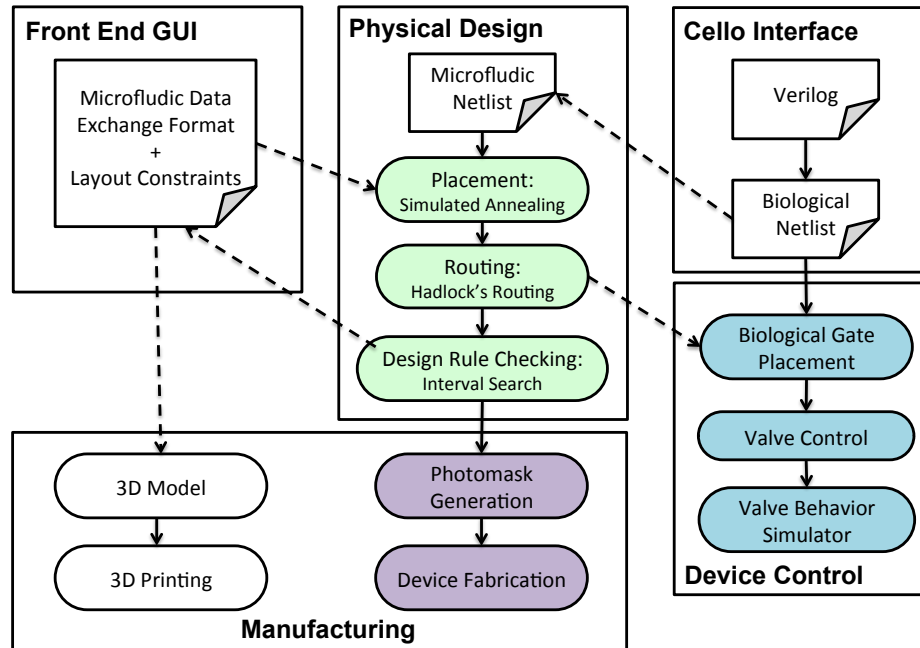 Front End GUI
Microfludic Data
Exchange Format
+
Layout Constraints
Physical Design
Microfludic
Netlist
Placement:
Simulated Annealing
Routing:
Hadlock's Routing
Design Rule Checking:
Interval Search
Cello Interface
Verilog
Biological
Netlist
Biological Gate
Placement
Valve Control
Valve Behavior
Simulator
Device Control
3D Model
3D Printing
Photomask
Generation
Device Fabrication
Manufacturing